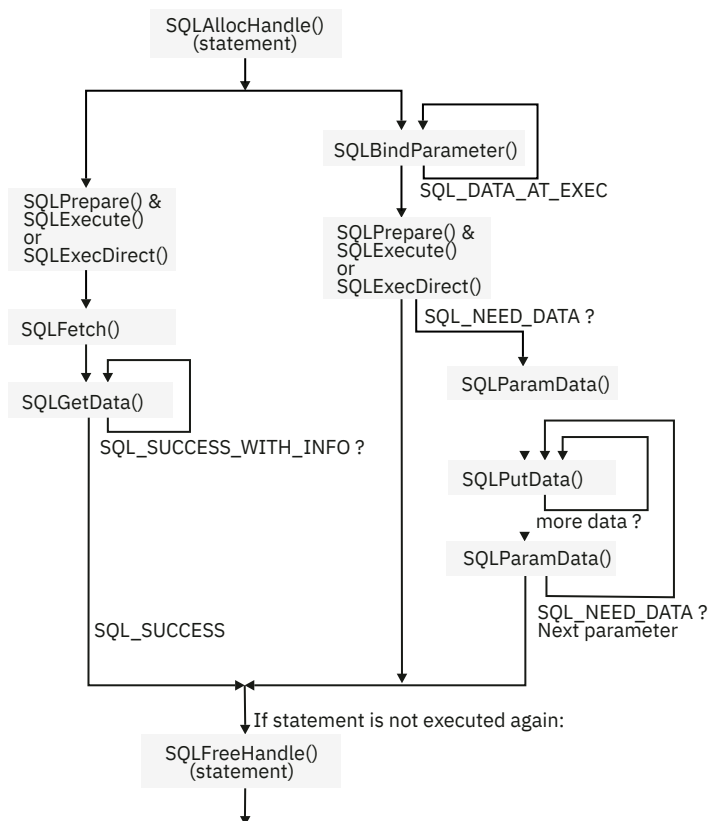 SQLAllocHandle()
(statement)
SQLBindParameter()
SQL_DATA_AT_EXEC
SQLPrepare() &
SQLExecute()
or
SQLExecDirect()
SQLPrepare() &
SQLExecute()
or
SQLExecDirect()
SQL_NEED_DATA ?
SQLFetch()
SQLParamData()
SQLGetData()
SQL_SUCCESS_WITH_INFO ?
SQLPutData()
more data ?
SQLParamData()
SQL_NEED_DATA ?
Next parameter
SQL_SUCCESS
If statement is not executed again:
SQLFreeHandle()
(statement)